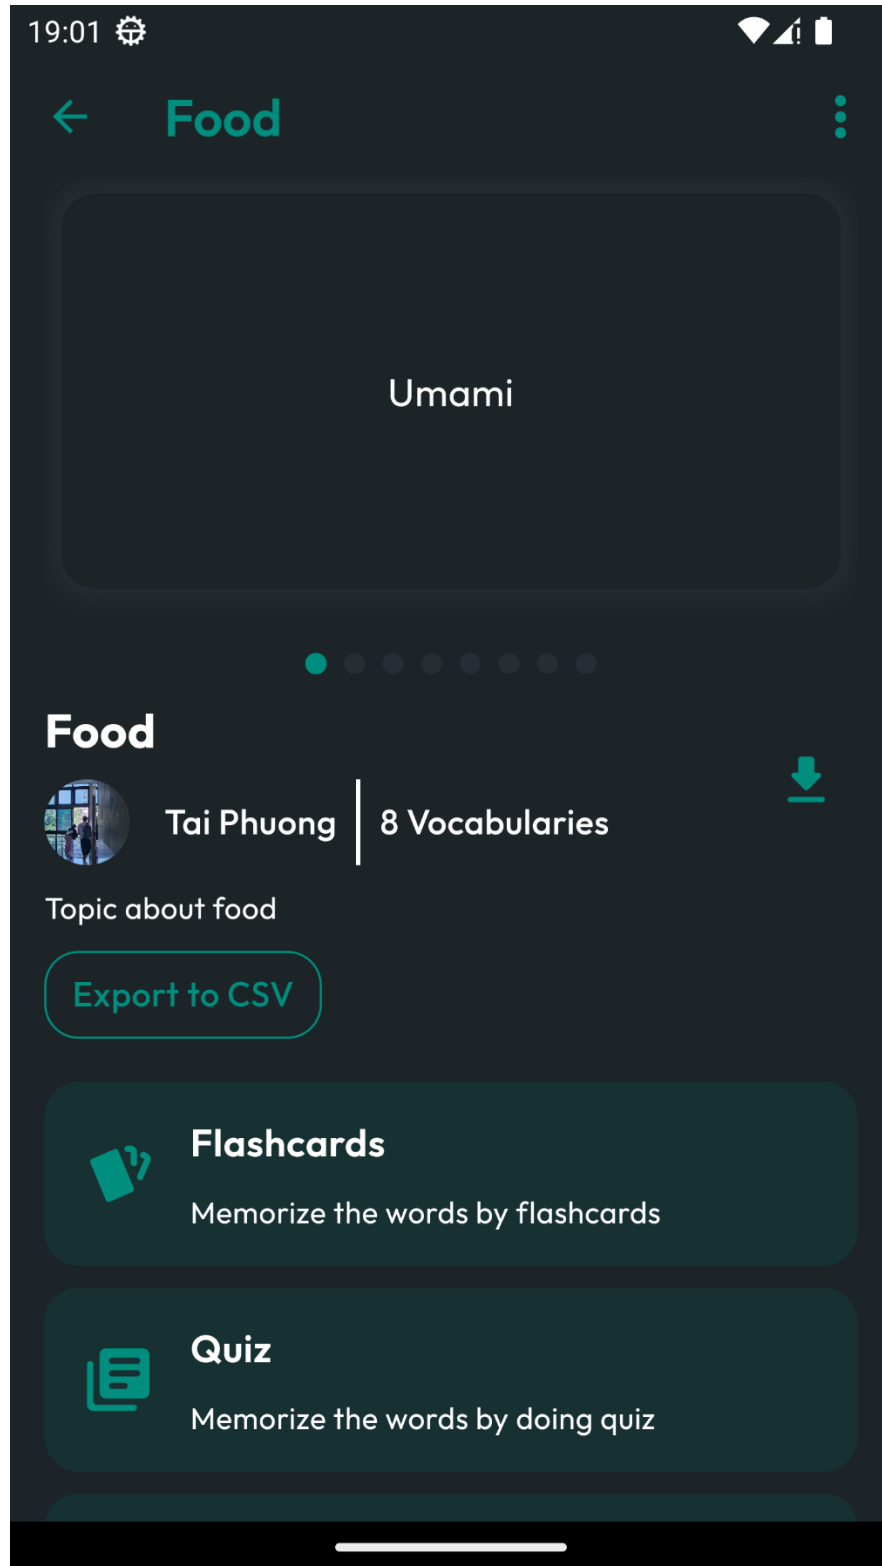 19:01
Food
Umami
Food
Tai Phuong 8 Vocabularies
Topic about food
Export to CSV
Flashcards
Memorize the words by flashcards
Quiz
Memorize the words by doing quiz